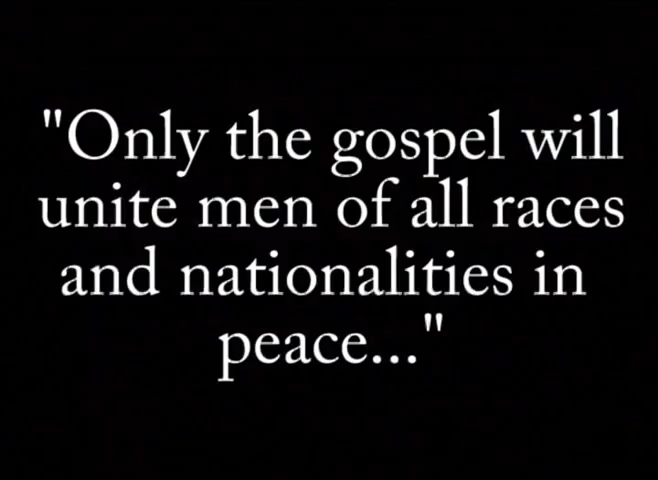 "Only the gospel will
unite men of all races
and nationalities in
peace..."